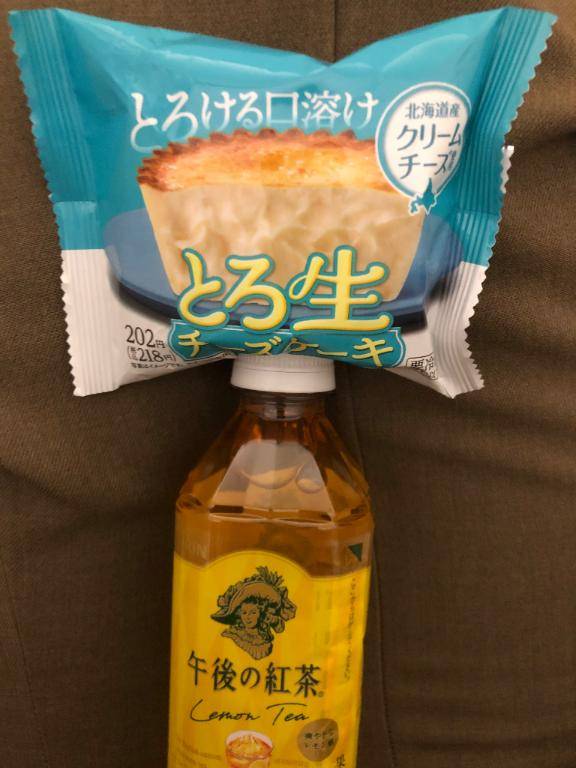 とろける口溶け
北海道産
クリーム
チーズ
とろ生
チーズケーキ
202円
218円
午後の紅茶®
Lemon Tea